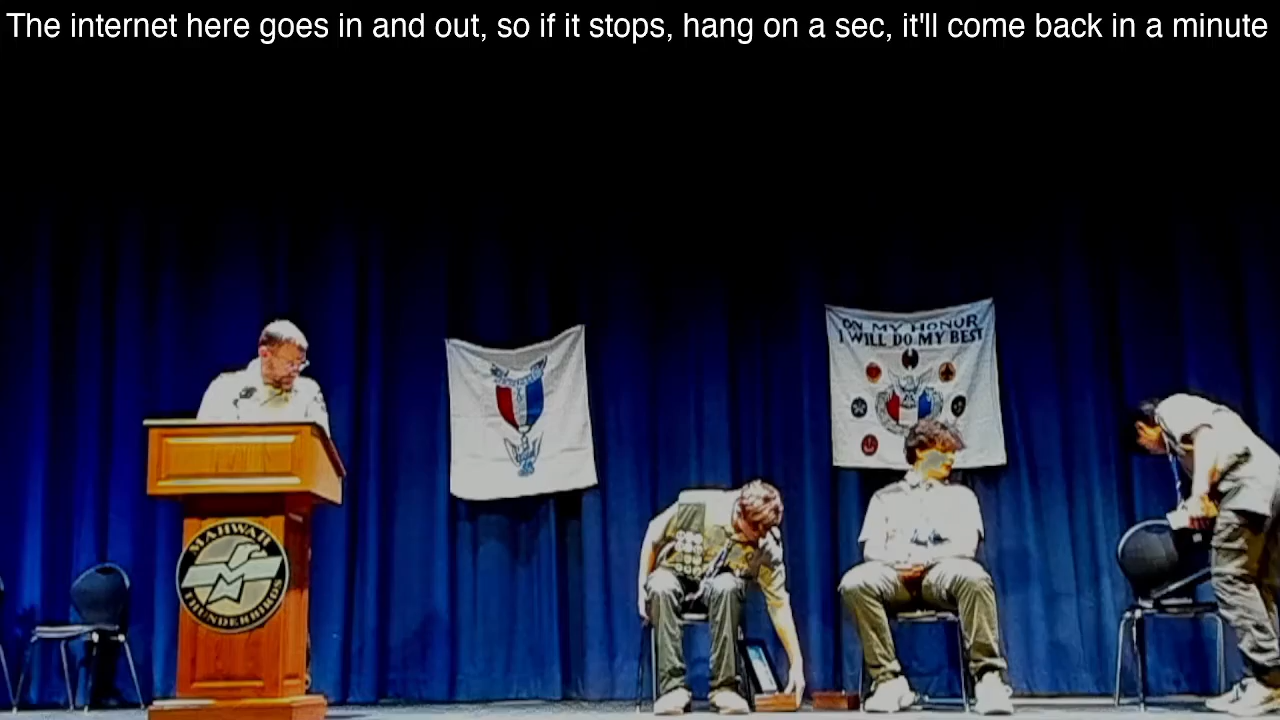 The internet here goes in and out, so if it stops, hang on a sec, it'll come back in a minute
ON MY HONOR
I WILL DO MY BEST
MAHWAH
THUNDERBIRDS